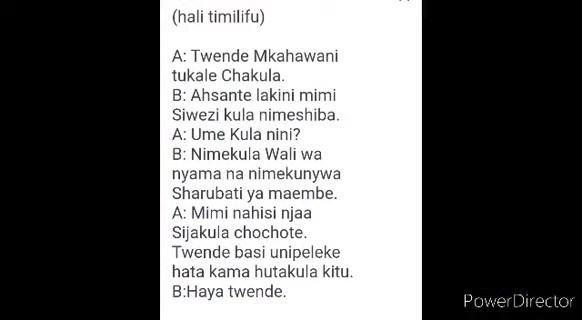 (hali timilifu)
A: Twende Mkahawani
tukale Chakula.
B: Ahsante lakini mimi
Siwezi kula nimeshiba.
A: Ume Kula nini?
B: Nimekula Wali wa
nyama na nimekunywa
Sharubati ya maembe.
A: Mimi nahisi njaa
Sijakula chochote.
Twende basi unipeleke
hata kama hutakula kitu.
B:Haya twende.
PowerDirector